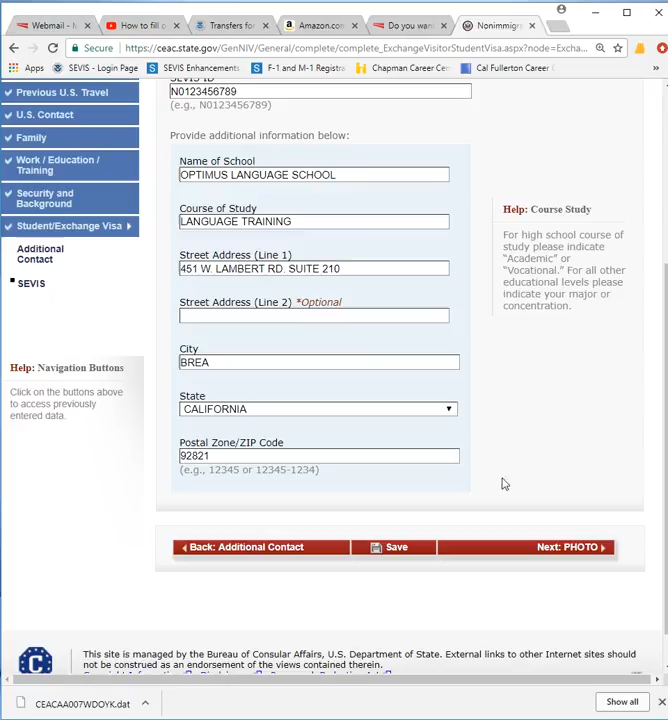 Webmail - M
How to fill o
Transfers for
Amazon.com
Do you want
Nonimmigr
Secure
https://ceac.state.gov/GenNIV/General/complete/complete_ExchangeVisitorStudentVisa.aspx?node=Excha...
Apps
SEVIS - Login Page
SEVIS Enhancements
F-1 and M-1 Registra
Chapman Career Cen
Cal Fullerton Career C
Previous U.S. Travel
U.S. Contact
Family
Work / Education /
Training
Security and
Background
Student/Exchange Visa
Additional
Contact
SEVIS
Help: Navigation Buttons
Click on the buttons above
to access previously
entered data.
SEVIS ID
N0123456789
(e.g., N0123456789)
Provide additional information below:
Name of School
OPTIMUS LANGUAGE SCHOOL
Course of Study
LANGUAGE TRAINING
Street Address (Line 1)
451 W. LAMBERT RD. SUITE 210
Street Address (Line 2) *Optional
City
BREA
State
CALIFORNIA
Postal Zone/ZIP Code
92821
(e.g., 12345 or 12345-1234)
Help: Course Study
For high school course of
study please indicate
"Academic" or
"Vocational." For all other
educational levels please
indicate your major or
concentration.
Back: Additional Contact
Save
Next: PHOTO
This site is managed by the Bureau of Consular Affairs, U.S. Department of State. External links to other Internet sites should
not be construed as an endorsement of the views contained therein.
CEACAA007WDOYK.dat
Show all